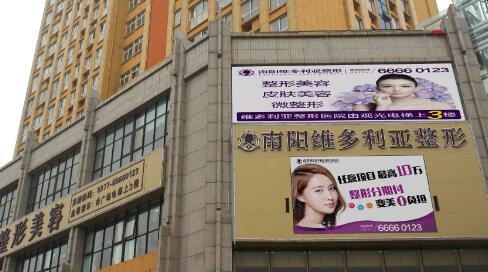 南阳维多利亚整形
6666 0123
整形美容
皮肤美容
微整形
维多利亚整形医院由观光电梯上3楼
南阳维多利亚整形
任意项目 最高10万
整形分期付
变美0负担
6666 0123
0377-66660123
整形美容